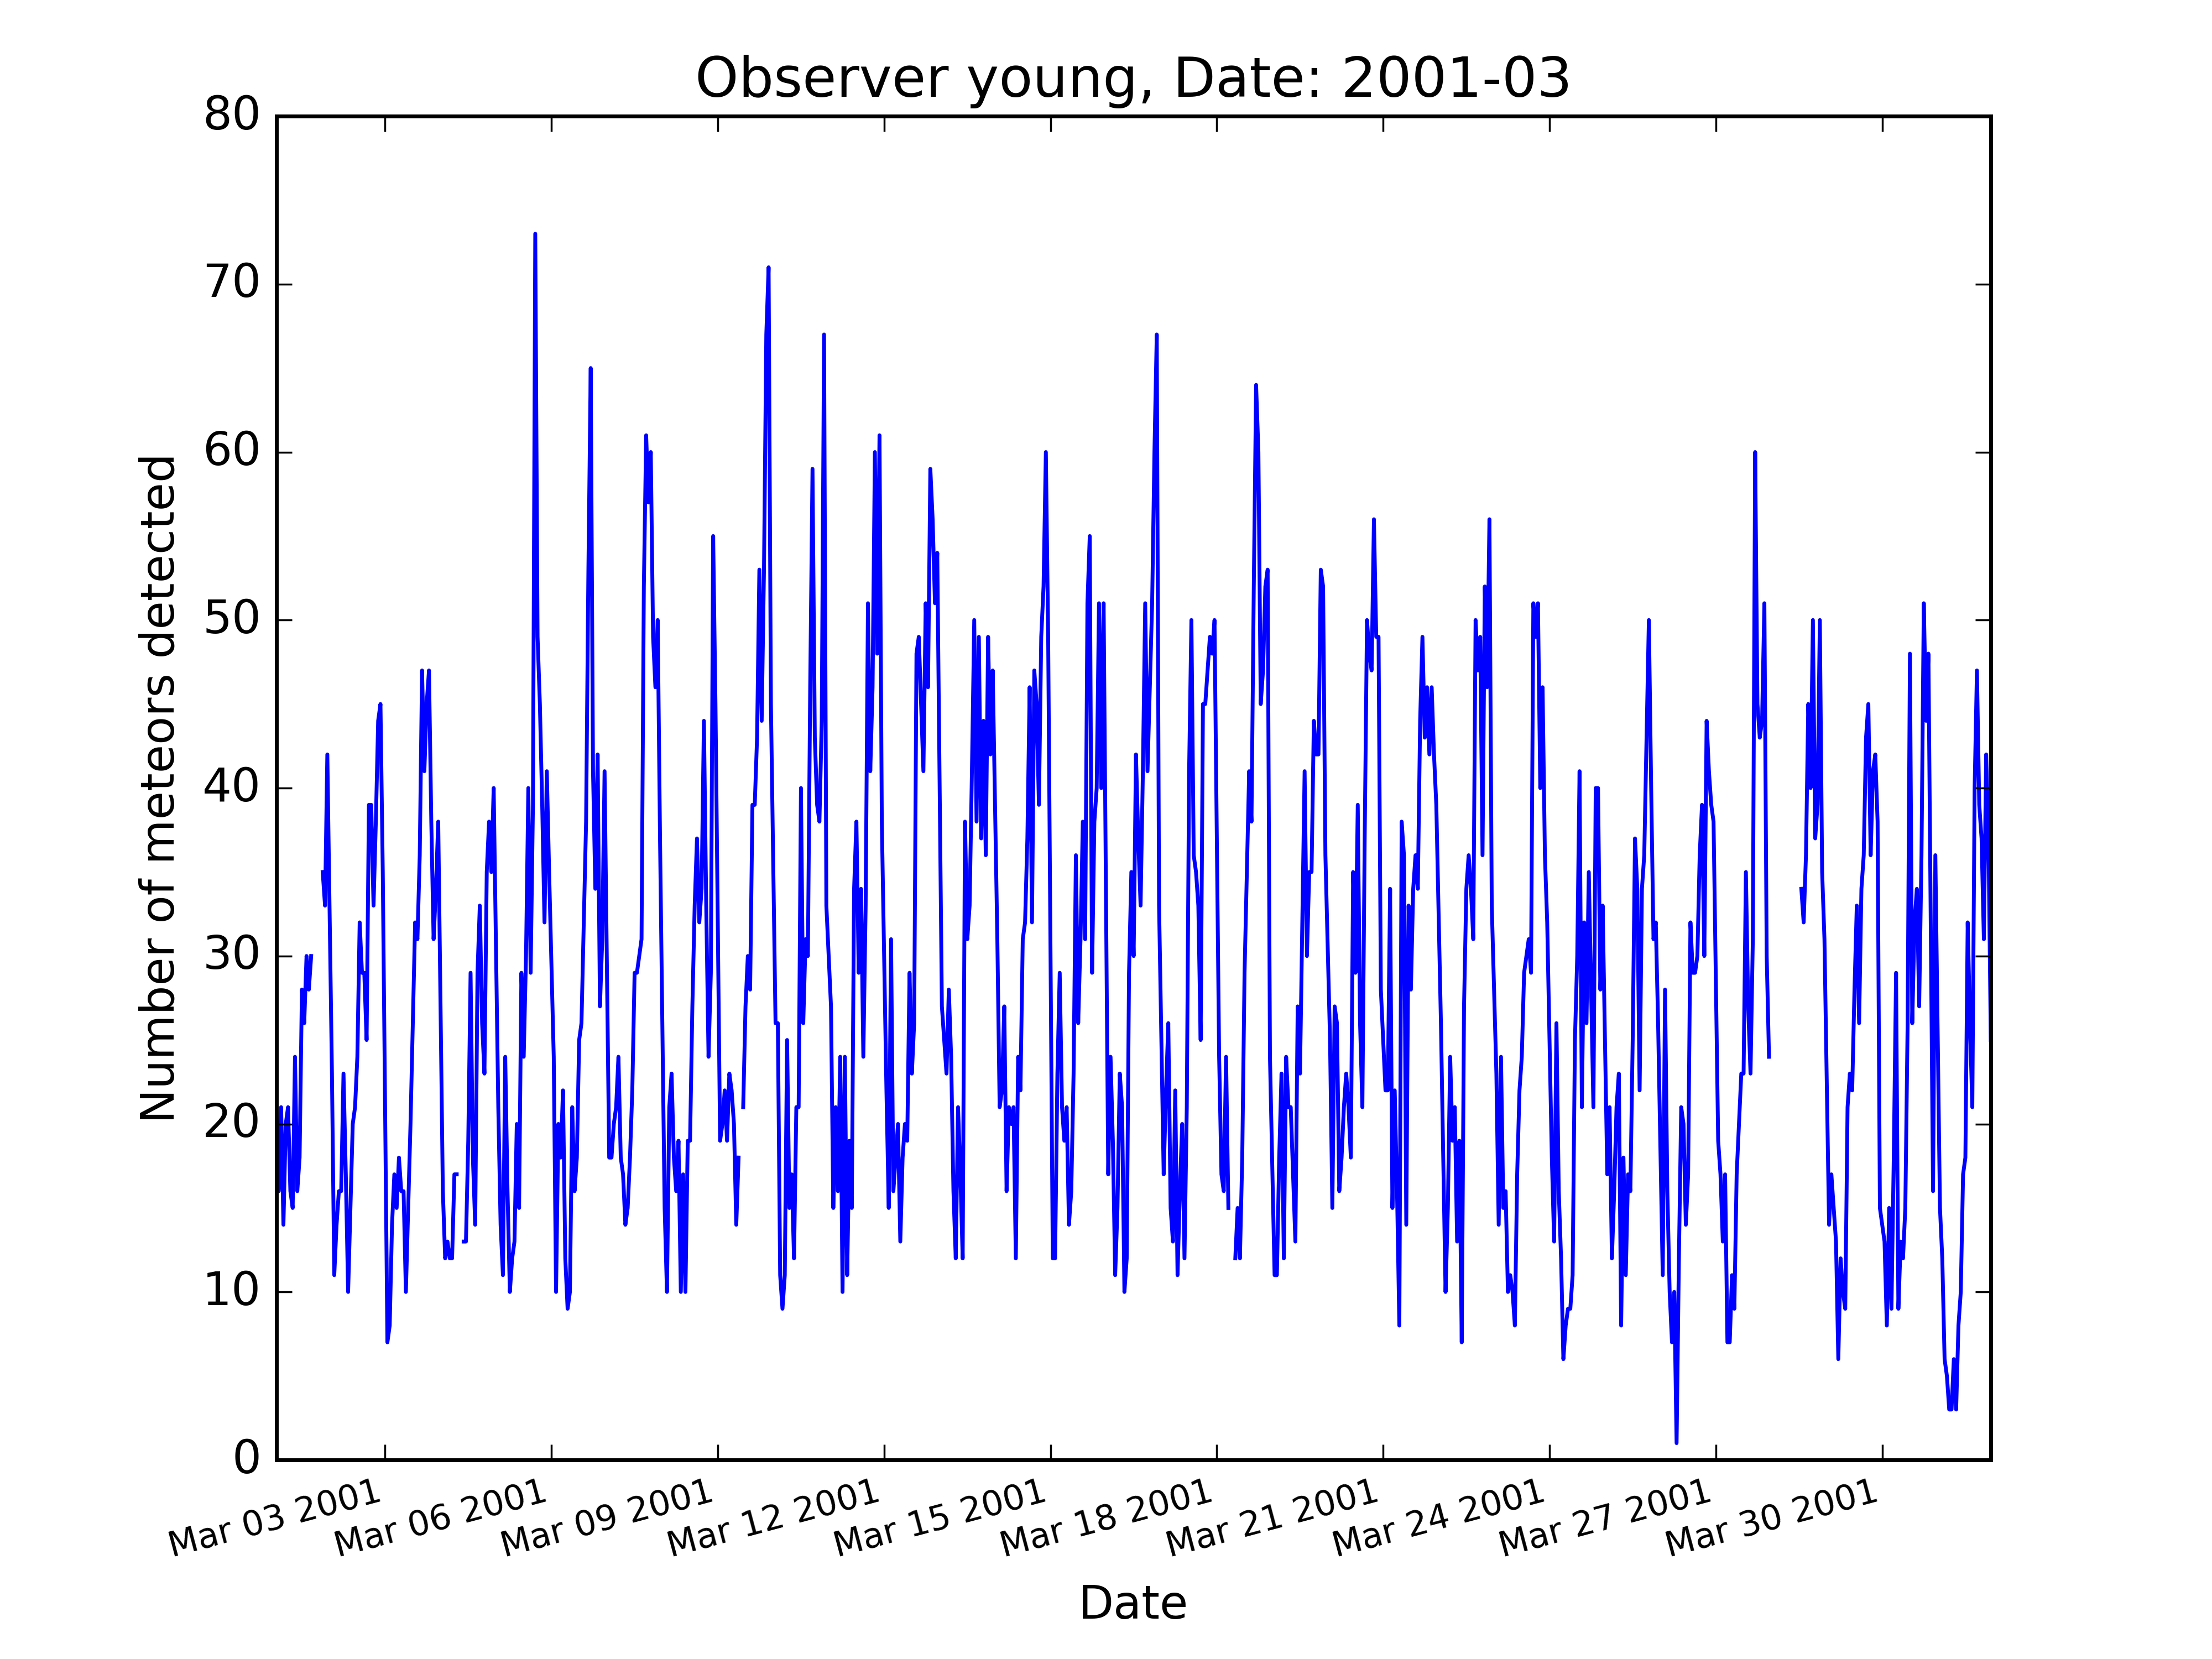 Observer young, Date: 2001-03
Number of meteors detected
80
70
60
50
40
30
20
10
0
Mar 03 2001
Mar 06 2001
Mar 09 2001
Mar 12 2001
Mar 15 2001
Mar 18 2001
Mar 21 2001
Mar 24 2001
Mar 27 2001
Mar 30 2001
Date